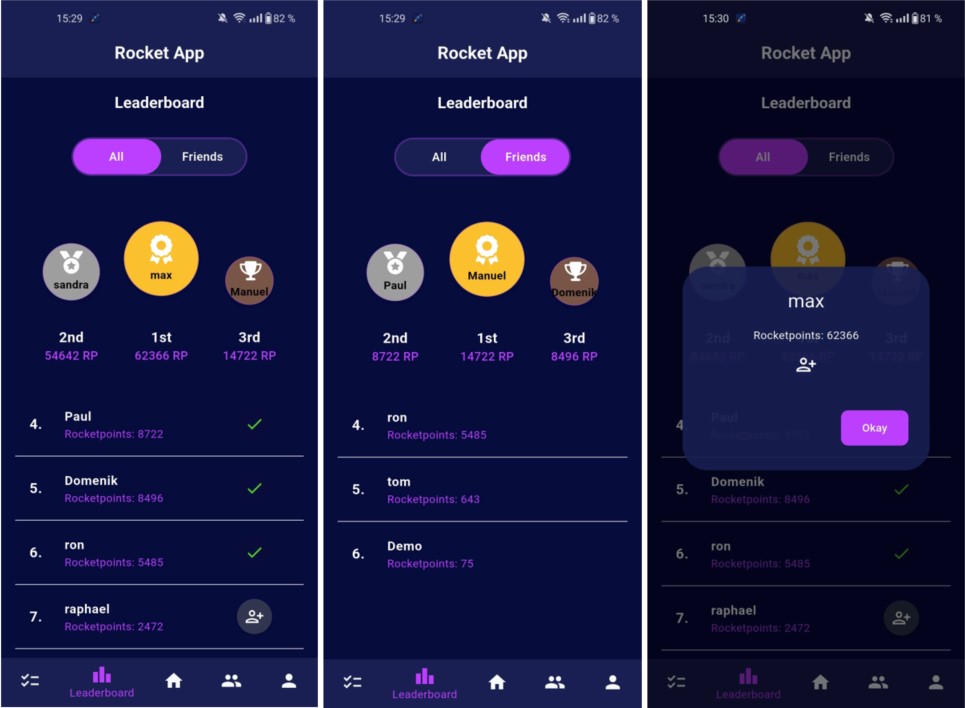 15:29
82 %
Rocket App
Leaderboard
All
Friends
sandra
max
Manuel
2nd
1st
3rd
54642 RP
62366 RP
14722 RP
4.
Paul
Rocketpoints: 8722
5.
Domenik
Rocketpoints: 8496
6.
ron
Rocketpoints: 5485
7.
raphael
Rocketpoints: 2472
Leaderboard
15:29
82 %
Rocket App
Leaderboard
All
Friends
Paul
Manuel
Domenik
2nd
1st
3rd
8722 RP
14722 RP
8496 RP
4.
ron
Rocketpoints: 5485
5.
tom
Rocketpoints: 643
6.
Demo
Rocketpoints: 75
Leaderboard
15:30
81 %
Rocket App
Leaderboard
All
Friends
max
Rocketpoints: 62366
Okay
2nd
3rd
4.
Paul
5.
Domenik
Rocketpoints: 8496
6.
ron
Rocketpoints: 5485
7.
raphael
Rocketpoints: 2472
Leaderboard